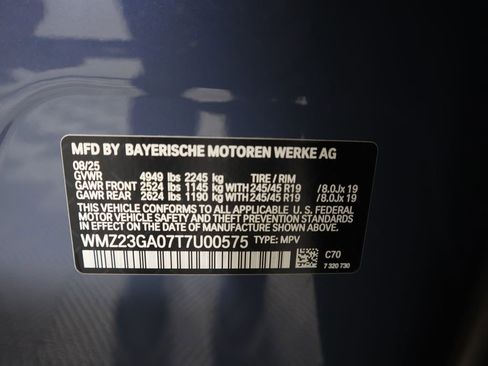 MFD BY BAYERISCHE MOTOREN WERKE AG
08/25
GVWR 4949 lbs 2245 kg TIRE / RIM
GAWR FRONT 2524 lbs 1145 kg WITH 245/45 R19 /8.0Jx 19
GAWR REAR 2624 lbs 1190 kg WITH 245/45 R19 /8.0Jx 19
THIS VEHICLE CONFORMS TO ALL APPLICABLE U.S. FEDERAL
MOTOR VEHICLE SAFETY AND THEFT PREVENTION STANDARDS
IN EFFECT ON THE DATE OF MANUFACTURE SHOWN ABOVE.
WMZ23GA07T7U00575 TYPE: MPV
C70
7 320 730